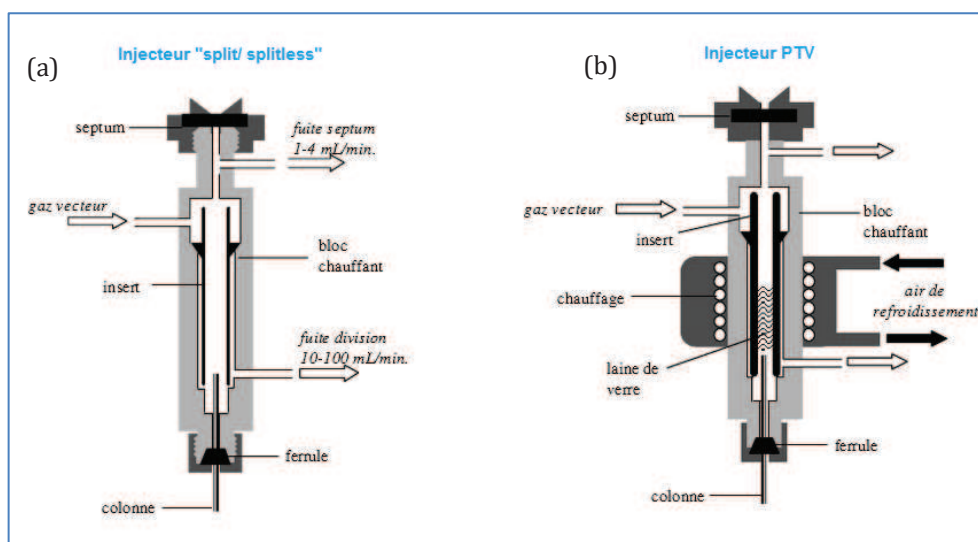 (a)
Injecteur "split/ splitless"
septum
fuite septum
1-4 mL/min.
gaz vecteur
bloc
chauffant
insert
fuite division
10-100 mL/min.
ferrule
colonne
(b)
Injecteur PTV
septum
gaz vecteur
bloc
chauffant
insert
chauffage
air de
refroidissement
laine de
verre
ferrule
colonne